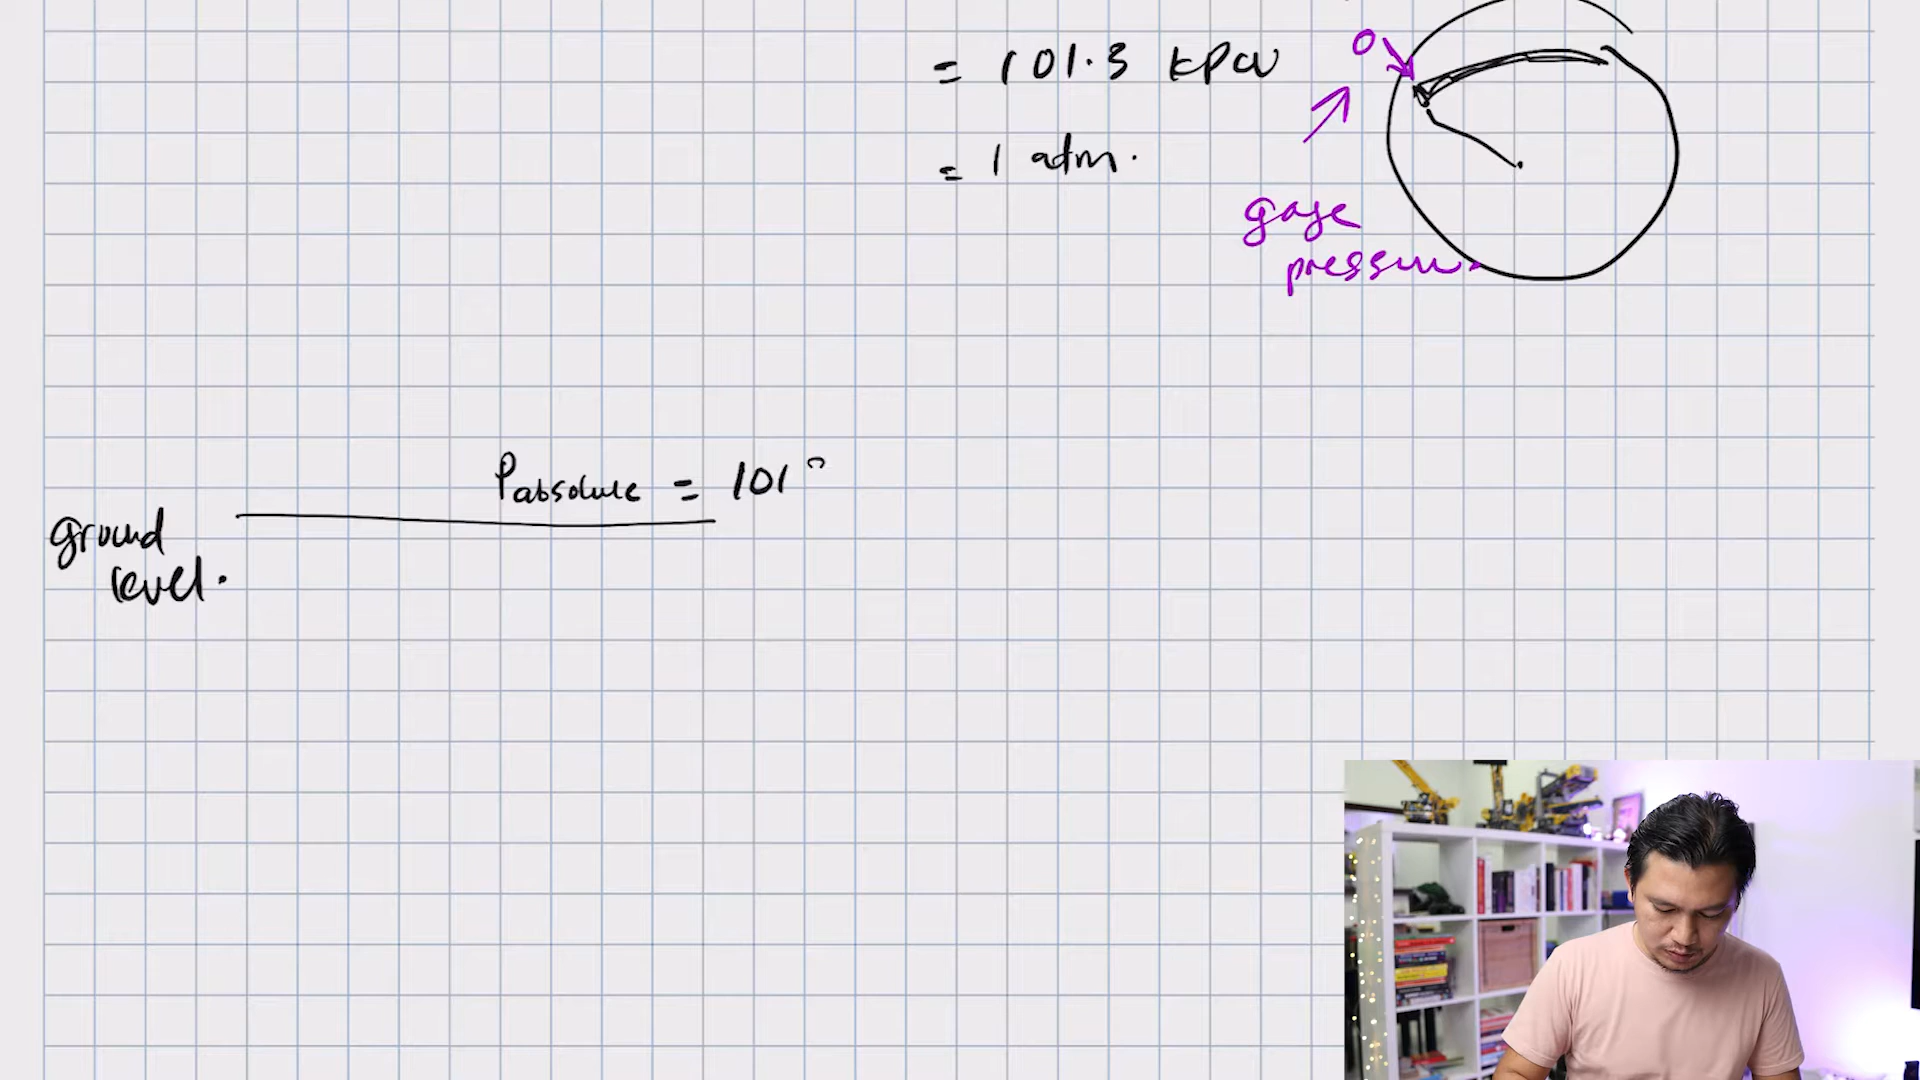 = 101.3 kPa
0
= 1 atm.
gage
pressure
Pabsolute = 101
ground
level.